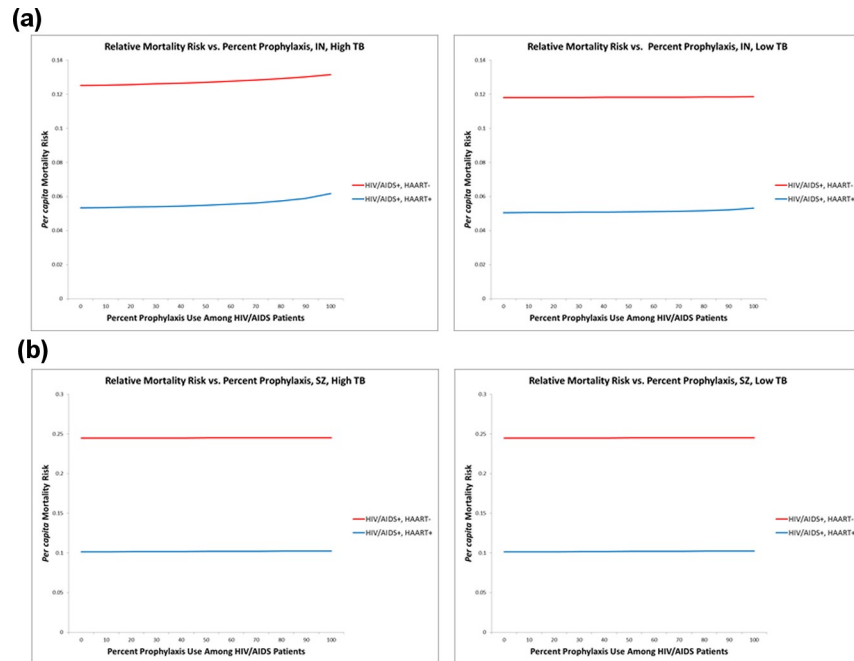 (a)
Relative Mortality Risk vs. Percent Prophylaxis, IN, High TB
0.14
0.12
0.1
0.08
0.06
0.04
0.02
0
Per capita Mortality Risk
HIV/AIDS+, HAART-
HIV/AIDS+, HAART+
0 10 20 30 40 50 60 70 80 90 100
Percent Prophylaxis Use Among HIV/AIDS Patients
Relative Mortality Risk vs. Percent Prophylaxis, IN, Low TB
0.14
0.12
0.1
0.08
0.06
0.04
0.02
0
Per capita Mortality Risk
HIV/AIDS+, HAART-
HIV/AIDS+, HAART+
0 10 20 30 40 50 60 70 80 90 100
Percent Prophylaxis Use Among HIV/AIDS Patients
(b)
Relative Mortality Risk vs. Percent Prophylaxis, SZ, High TB
0.3
0.25
0.2
0.15
0.1
0.05
0
Per capita Mortality Risk
HIV/AIDS+, HAART-
HIV/AIDS+, HAART+
0 10 20 30 40 50 60 70 80 90 100
Percent Prophylaxis Use Among HIV/AIDS Patients
Relative Mortality Risk vs. Percent Prophylaxis, SZ, Low TB
0.3
0.25
0.2
0.15
0.1
0.05
0
Per capita Mortality Risk
HIV/AIDS+, HAART-
HIV/AIDS+, HAART+
0 10 20 30 40 50 60 70 80 90 100
Percent Prophylaxis Use Among HIV/AIDS Patients